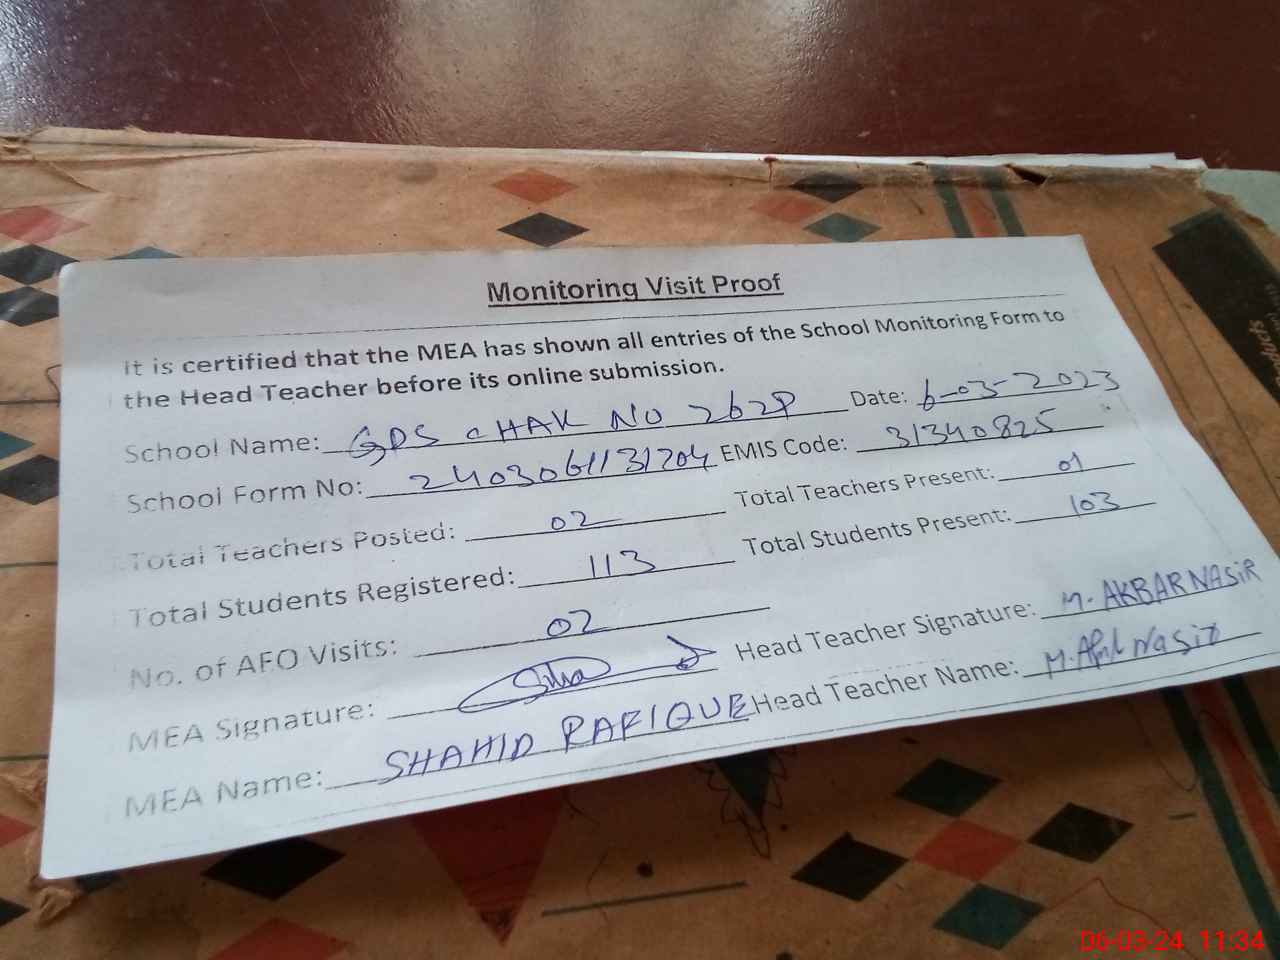 Monitoring Visit Proof
It is certified that the MEA has shown all entries of the School Monitoring Form to
the Head Teacher before its online submission.
School Name: GPS CHAK NO 262P Date: 6-03-2023
School Form No: 2403061131204 EMIS Code: 31340825
Total Teachers Posted: 02 Total Teachers Present: 01
Total Students Registered: 113 Total Students Present: 103
No. of AFO Visits: 02
MEA Signature: Head Teacher Signature: M. AKBAR NASiR
MEA Name: SHAHID RAFIQUE Head Teacher Name: M. Nasir
06-03-24 11:34